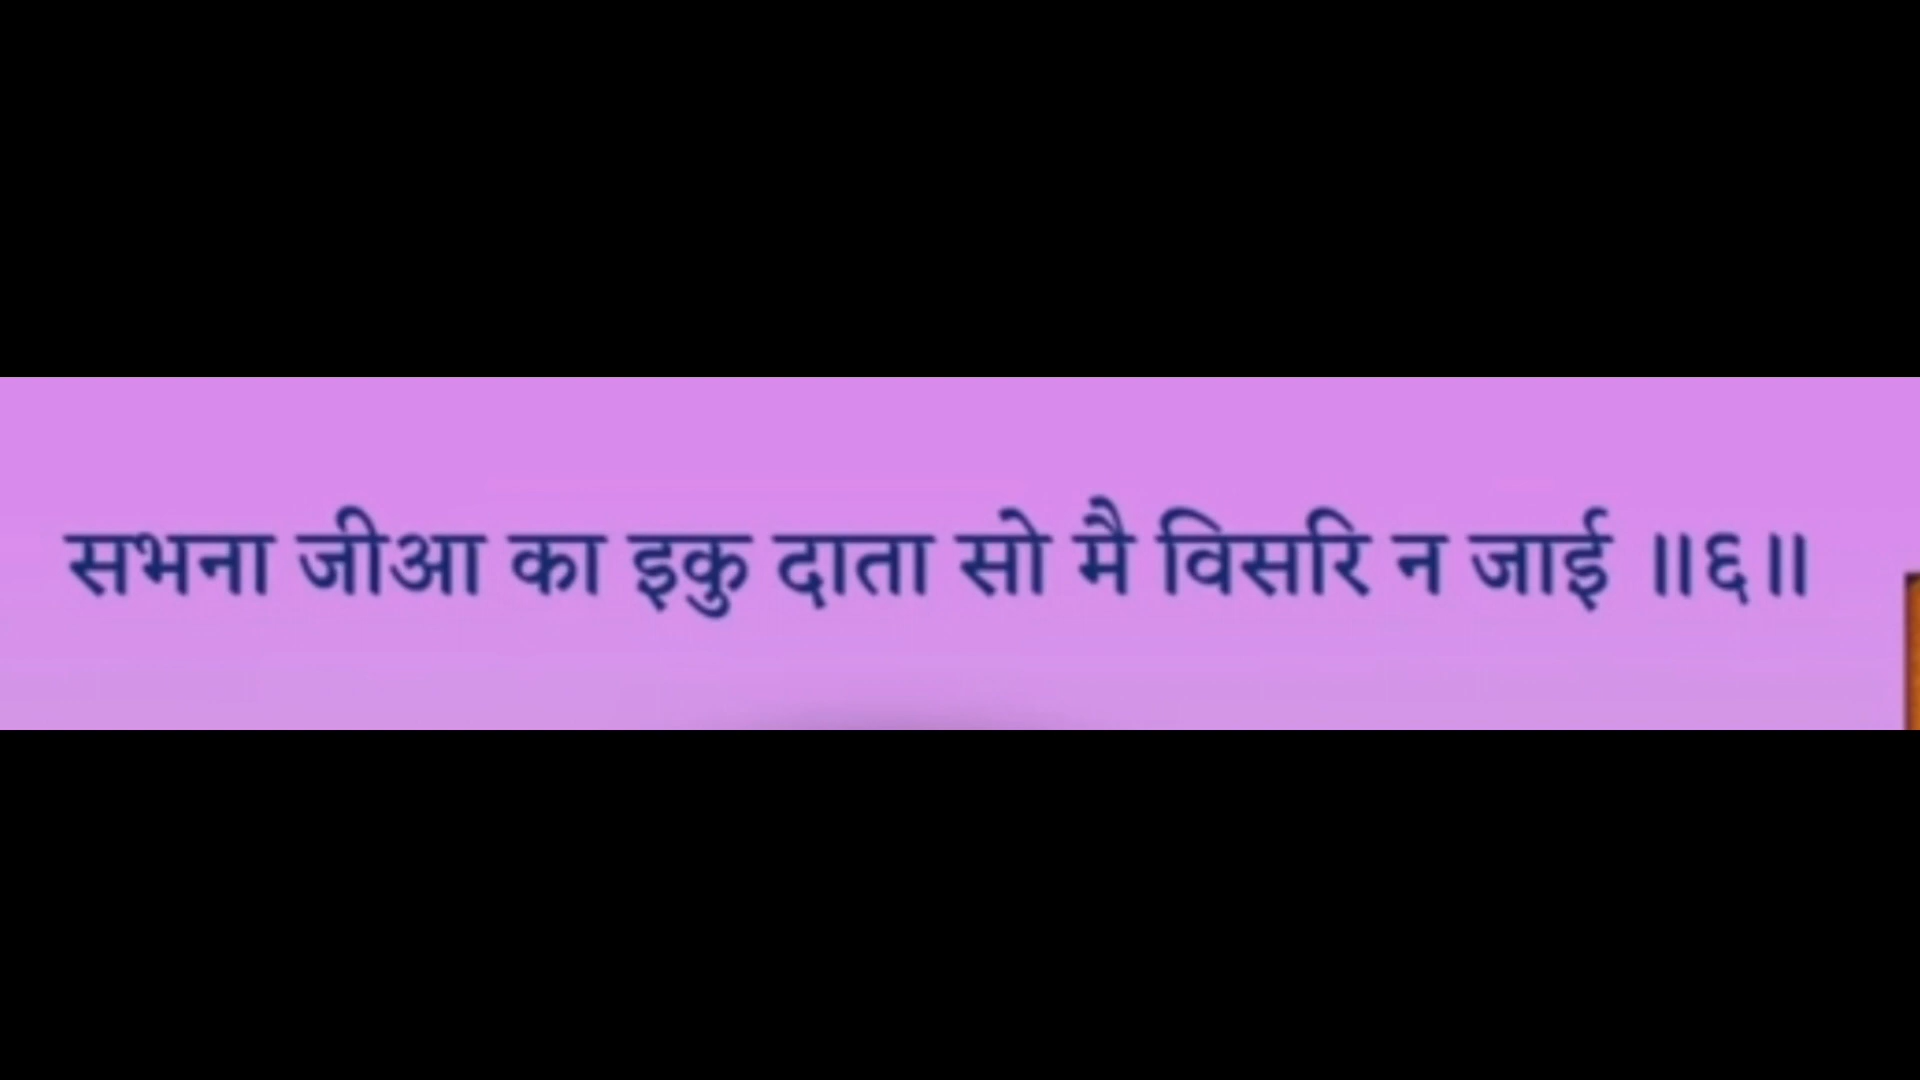 सभना जीआ का इकु दाता सो मै विसरि न जाई ॥६॥